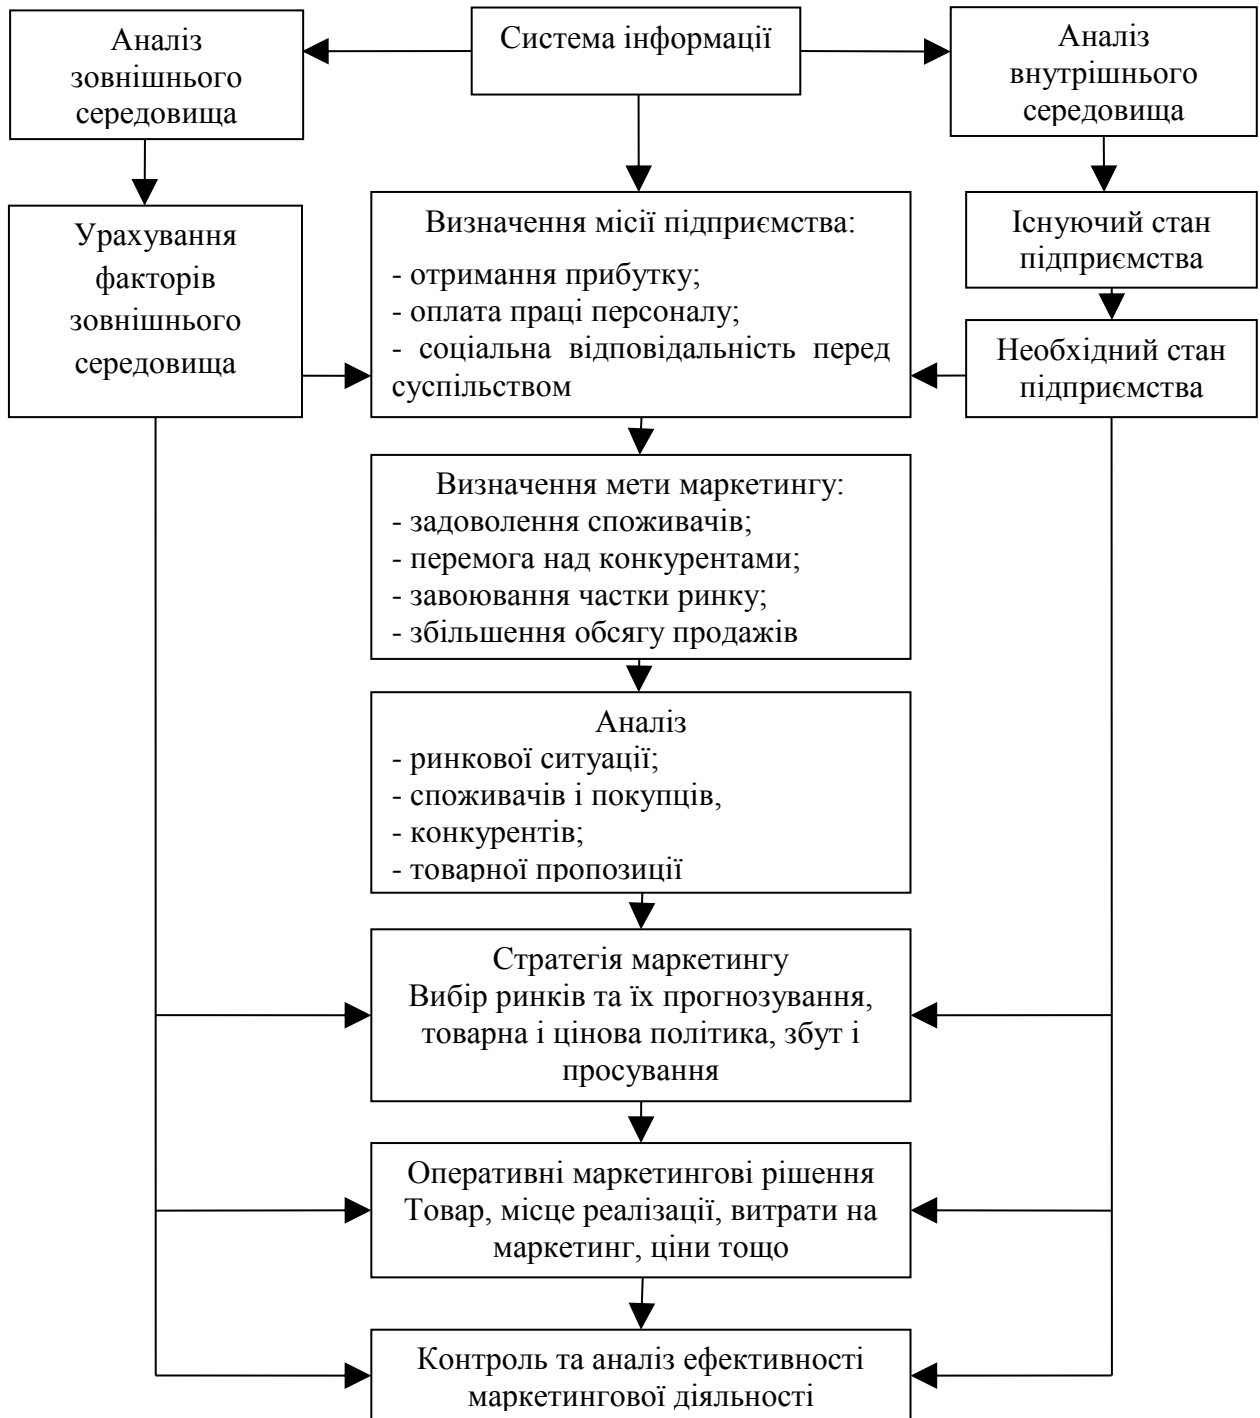 Аналіз
зовнішнього
середовища
Система інформації
Аналіз
внутрішнього
середовища
Урахування
факторів
зовнішнього
середовища
Визначення місії підприємства:
- отримання прибутку;
- оплата праці персоналу;
- соціальна відповідальність перед
суспільством
Існуючий стан
підприємства
Необхідний стан
підприємства
Визначення мети маркетингу:
- задоволення споживачів;
- перемога над конкурентами;
- завоювання частки ринку;
- збільшення обсягу продажів
Аналіз
- ринкової ситуації;
- споживачів і покупців,
- конкурентів;
- товарної пропозиції
Стратегія маркетингу
Вибір ринків та їх прогнозування,
товарна і цінова політика, збут і
просування
Оперативні маркетингові рішення
Товар, місце реалізації, витрати на
маркетинг, ціни тощо
Контроль та аналіз ефективності
маркетингової діяльності